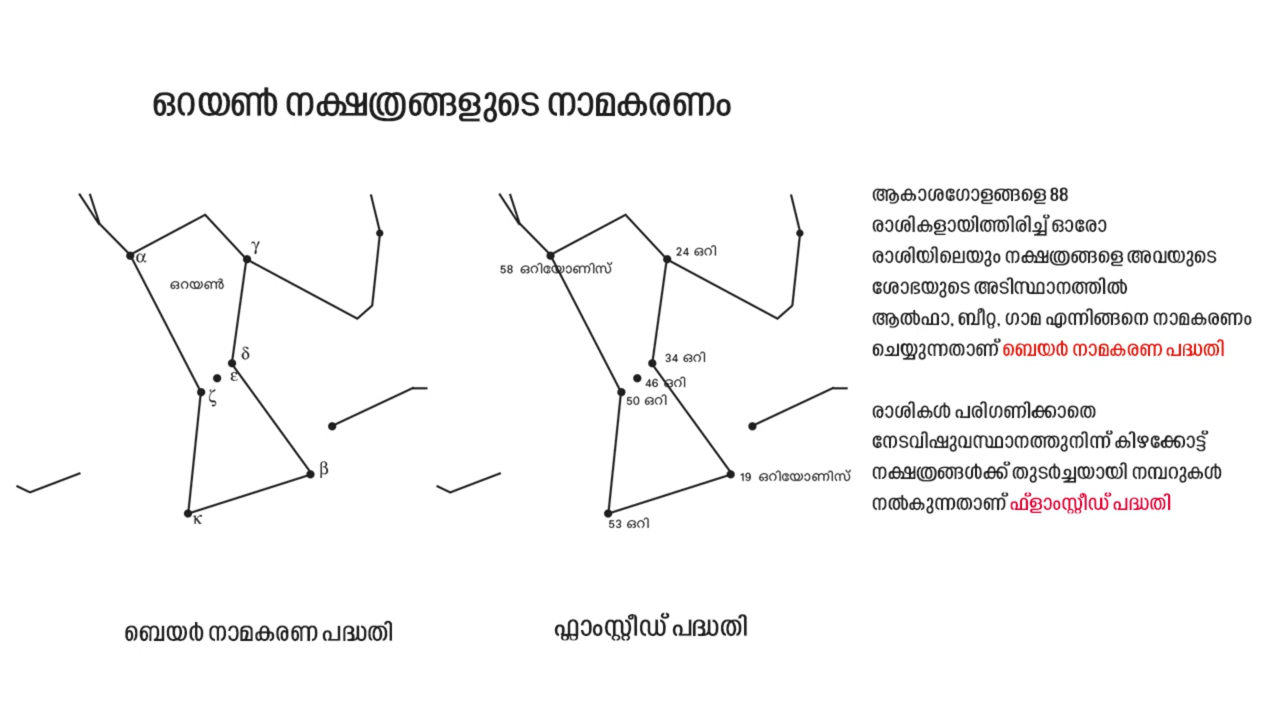 ഒറയൺ നക്ഷത്രങ്ങളുടെ നാമകരണം
α
γ
ഒറയൺ
δ
ε
ζ
β
κ
ബെയർ നാമകരണ പദ്ധതി
24 ഒറി
58 ഒറിയോണിസ്
34 ഒറി
46 ഒറി
50 ഒറി
19 ഒറിയോണിസ്
53 ഒറി
ഫ്ലാംസ്റ്റീഡ് പദ്ധതി
ആകാശഗോളങ്ങളെ 88
രാശികളായിത്തിരിച്ച് ഓരോ
രാശിയിലെയും നക്ഷത്രങ്ങളെ അവയുടെ
ശോഭയുടെ അടിസ്ഥാനത്തിൽ
ആൽഫാ, ബീറ്റ, ഗാമ എന്നിങ്ങനെ നാമകരണം
ചെയ്യുന്നതാണ് ബെയർ നാമകരണ പദ്ധതി
രാശികൾ പരിഗണിക്കാതെ
നേടവിഷുവസ്ഥാനത്തുനിന്ന് കിഴക്കോട്ട്
നക്ഷത്രങ്ങൾക്ക് തുടർച്ചയായി നമ്പറുകൾ
നൽകുന്നതാണ് ഫ്ളാംസ്റ്റീഡ് പദ്ധതി